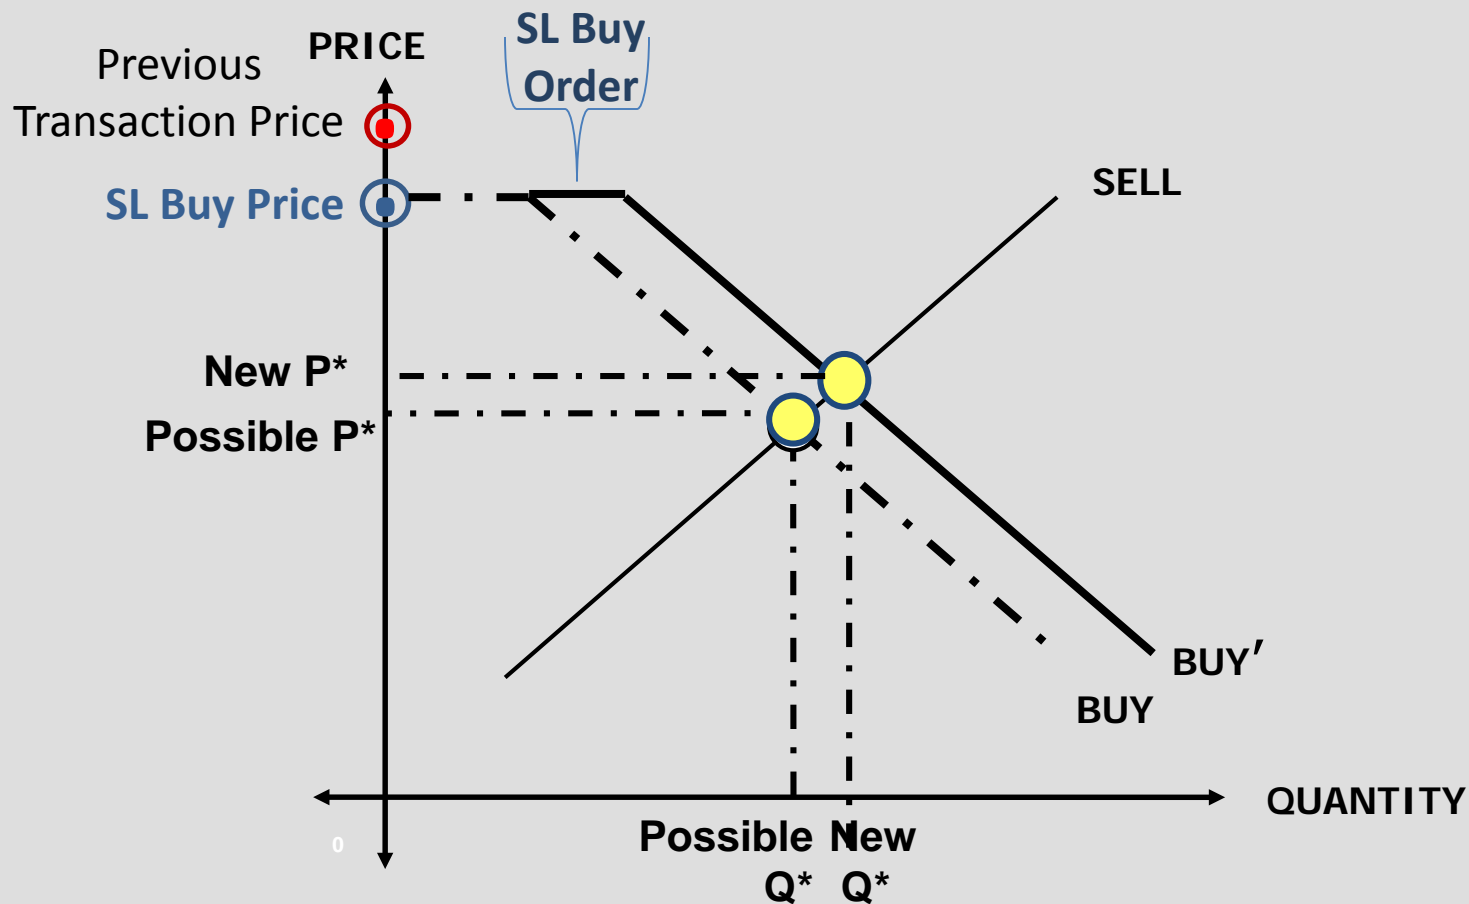 SL Buy
Order
PRICE
Previous
Transaction Price
SL Buy Price
SELL
New P*
Possible P*
BUY'
BUY
QUANTITY
0
Possible New
Q* Q*